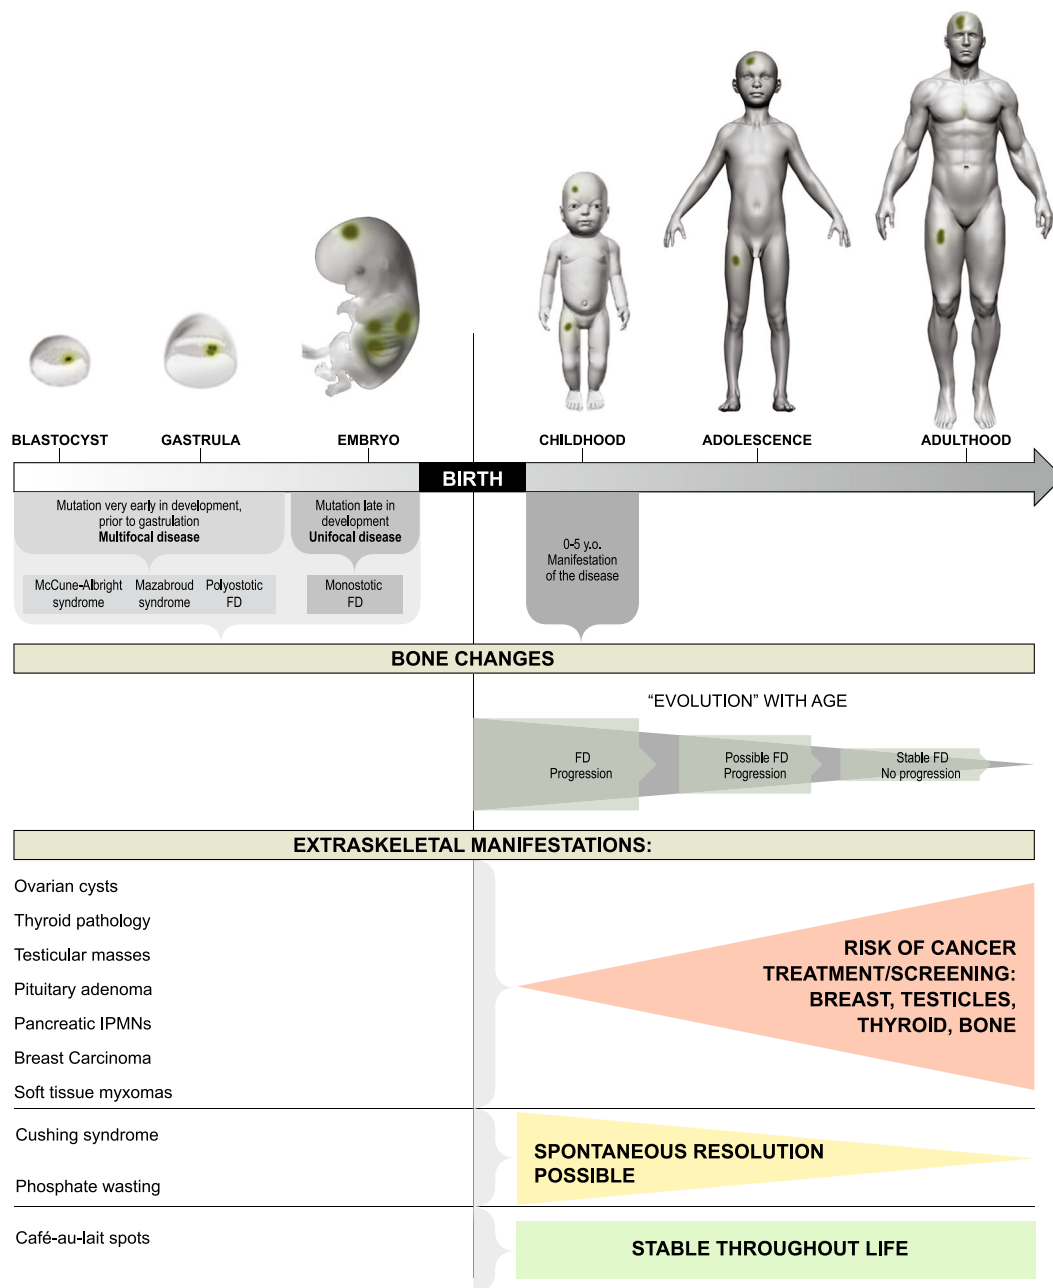 BLASTOCYST
GASTRULA
EMBRYO
CHILDHOOD
ADOLESCENCE
ADULTHOOD
BIRTH
Mutation very early in development,
prior to gastrulation
Multifocal disease
Mutation late in
development
Unifocal disease
0-5 y.o.
Manifestation
of the disease
McCune-Albright
syndrome
Mazabroud
syndrome
Polyostotic
FD
Monostotic
FD
BONE CHANGES
“EVOLUTION” WITH AGE
FD
Progression
Possible FD
Progression
Stable FD
No progression
EXTRASKELETAL MANIFESTATIONS:
Ovarian cysts
Thyroid pathology
Testicular masses
Pituitary adenoma
Pancreatic IPMNs
Breast Carcinoma
Soft tissue myxomas
RISK OF CANCER
TREATMENT/SCREENING:
BREAST, TESTICLES,
THYROID, BONE
Cushing syndrome
Phosphate wasting
SPONTANEOUS RESOLUTION
POSSIBLE
Café-au-lait spots
STABLE THROUGHOUT LIFE